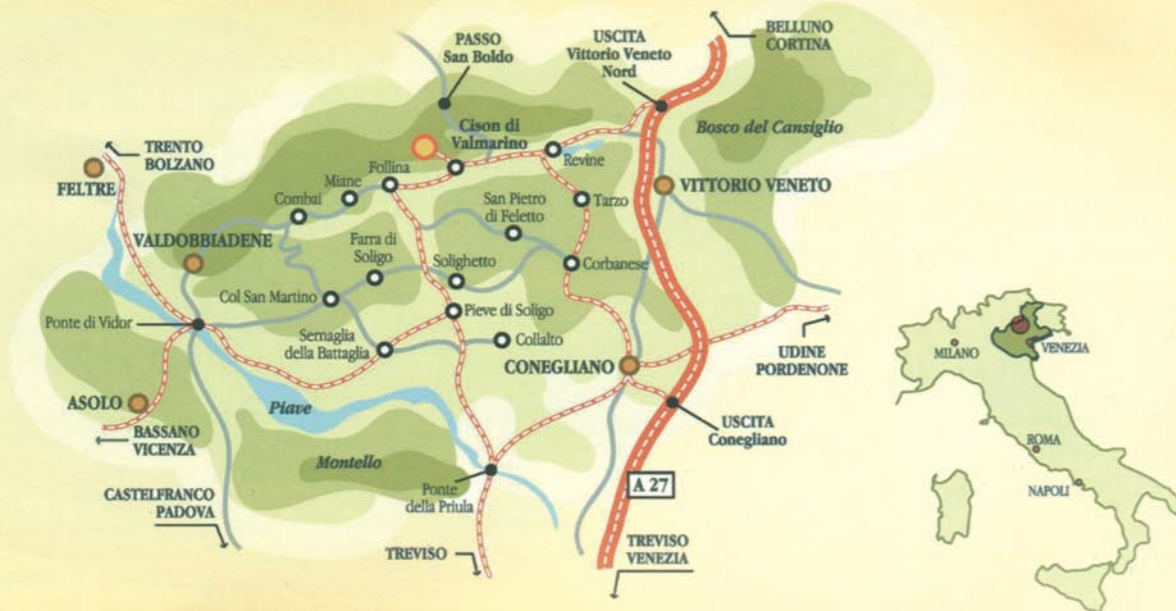 BELLUNO
CORTINA
PASSO
San Boldo
USCITA
Vittorio Veneto
Nord
Bosco del Cansiglio
Cison di
Valmarino
TRENTO
BOLZANO
FELTRE
Follina
Revine
Miane
VITTORIO VENETO
Combai
San Pietro
di Feletto
Tarzo
VALDOBBIADENE
Farra di
Soligo
Solighetto
Corbanese
Col San Martino
Pieve di Soligo
Ponte di Vidor
Sernaglia
della Battaglia
Collalto
CONEGLIANO
UDINE
PORDENONE
MILANO
VENEZIA
ASOLO
Piave
USCITA
Conegliano
BASSANO
VICENZA
Montello
ROMA
A 27
Ponte
della Priula
NAPOLI
CASTELFRANCO
PADOVA
TREVISO
TREVISO
VENEZIA